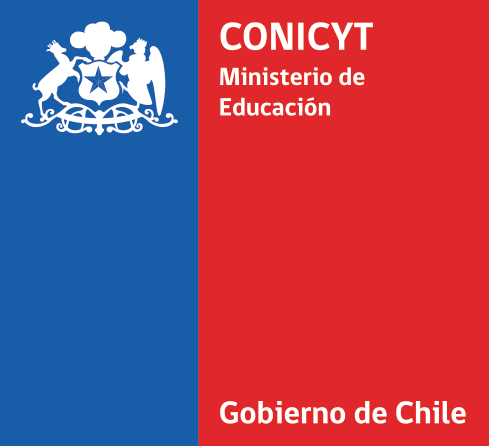 CONICYT
Ministerio de
Educación
Gobierno de Chile